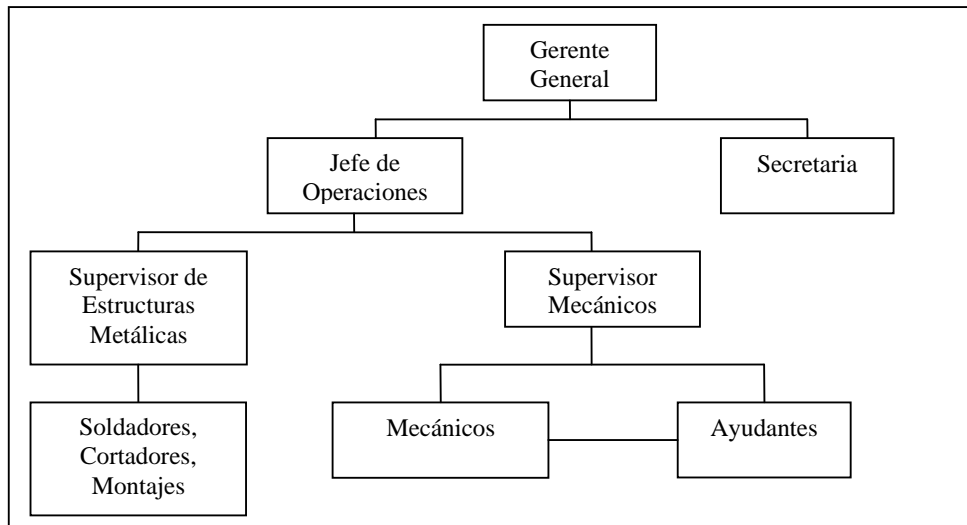 Gerente
General
Jefe de
Operaciones
Secretaria
Supervisor de
Estructuras
Metálicas
Supervisor
Mecánicos
Soldadores,
Cortadores,
Montajes
Mecánicos
Ayudantes